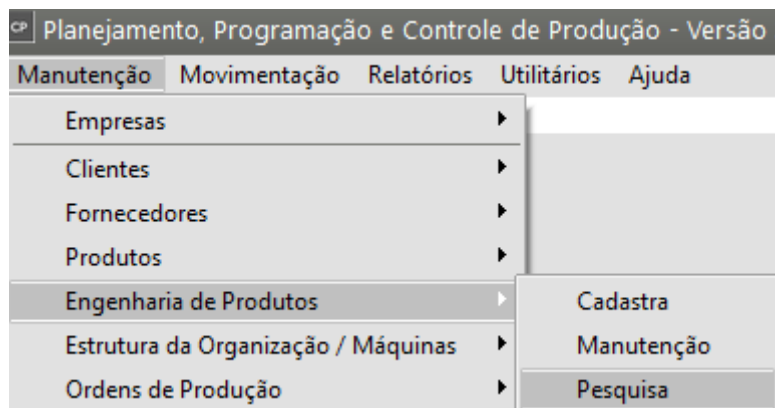 CP Planejamento, Programação e Controle de Produção - Versão
Manutenção Movimentação Relatórios Utilitários Ajuda
Empresas
Clientes
Fornecedores
Produtos
Engenharia de Produtos Cadastra
Estrutura da Organização / Máquinas Manutenção
Ordens de Produção Pesquisa